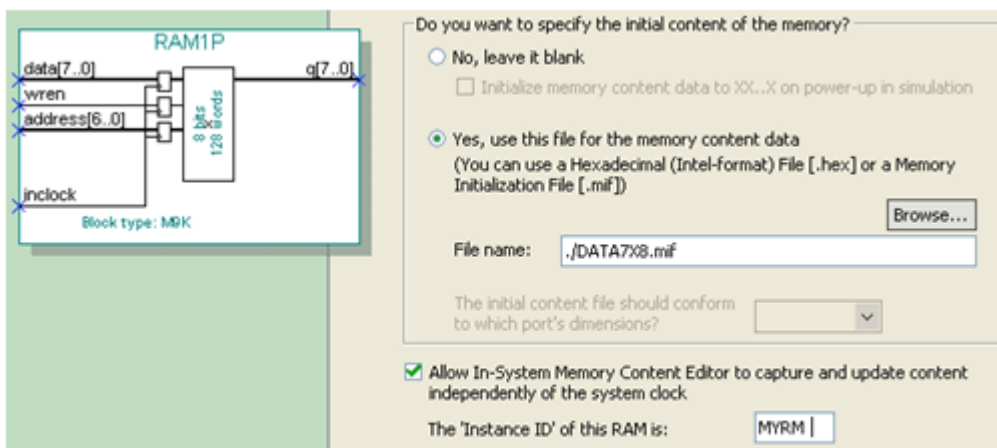 RAM1P
data[7..0]
q[7..0]
wren
address[6..0]
8 bits
128 words
inclock
Block type: M9K
Do you want to specify the initial content of the memory?
No, leave it blank
Initialize memory content data to XX..X on power-up in simulation
Yes, use this file for the memory content data
(You can use a Hexadecimal (Intel-format) File [.hex] or a Memory
Initialization File [.mif])
Browse...
File name: ./DATA7X8.mif
The initial content file should conform
to which port's dimensions?
Allow In-System Memory Content Editor to capture and update content
independently of the system clock
The 'Instance ID' of this RAM is: MYRM